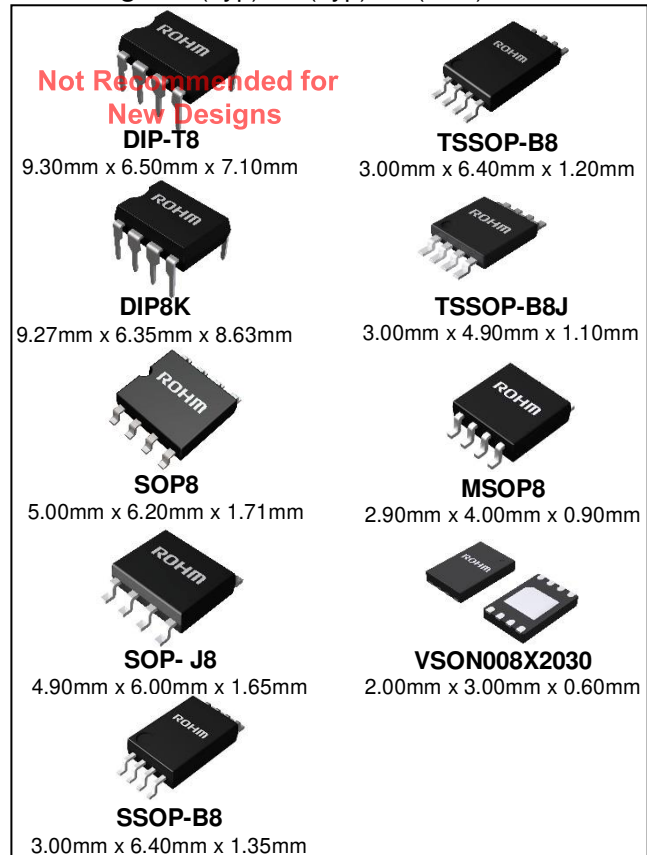 ROHM
Not Recommended for
New Designs
DIP-T8
9.30mm x 6.50mm x 7.10mm
ROHM
TSSOP-B8
3.00mm x 6.40mm x 1.20mm
ROHM
DIP8K
9.27mm x 6.35mm x 8.63mm
ROHM
TSSOP-B8J
3.00mm x 4.90mm x 1.10mm
ROHM
SOP8
5.00mm x 6.20mm x 1.71mm
ROHM
MSOP8
2.90mm x 4.00mm x 0.90mm
ROHM
SOP- J8
4.90mm x 6.00mm x 1.65mm
ROHM
VSON008X2030
2.00mm x 3.00mm x 0.60mm
ROHM
SSOP-B8
3.00mm x 6.40mm x 1.35mm